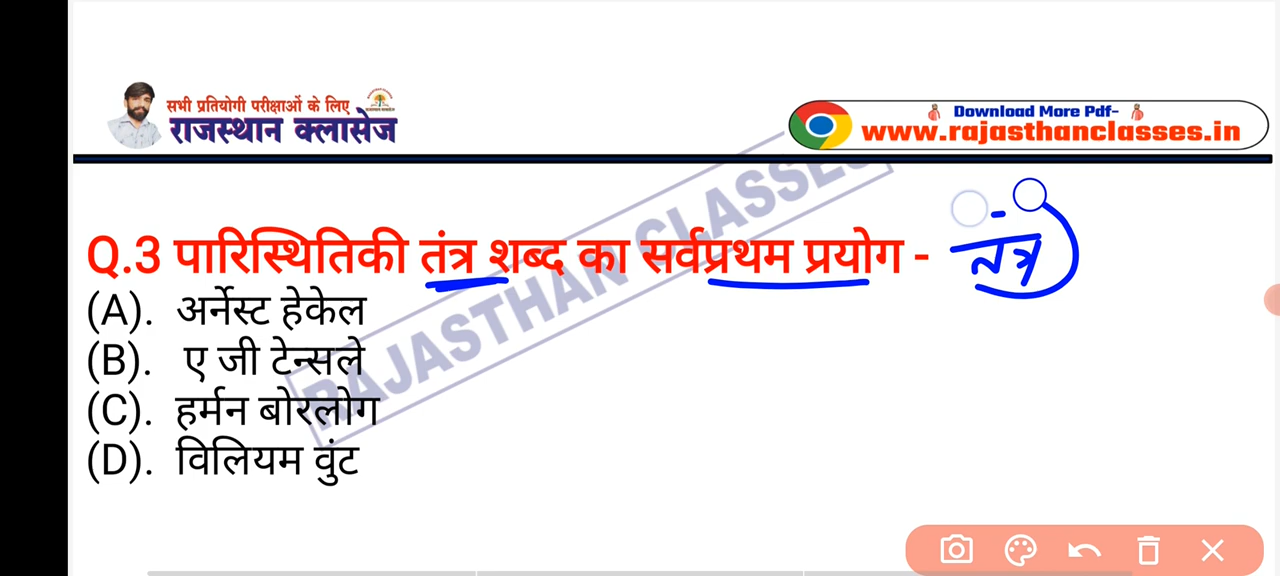 सभी प्रतियोगी परीक्षाओं के लिए
राजस्थान क्लासेज
Download More Pdf-
www.rajasthanclasses.in
RAJASTHAN CLASSES
Q.3 पारिस्थितिकी तंत्र शब्द का सर्वप्रथम प्रयोग - तंत्र
(A). अर्नेस्ट हेकेल
(B). ए जी टेन्सले
(C). हर्मन बोरलोग
(D). विलियम वुंट